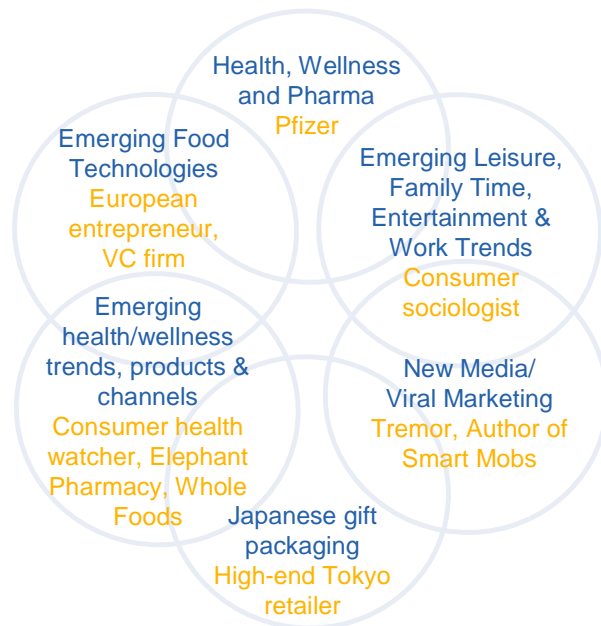 Health, Wellness
and Pharma
Pfizer
Emerging Food
Technologies
European
entrepreneur,
VC firm
Emerging Leisure,
Family Time,
Entertainment &
Work Trends
Consumer
sociologist
Emerging
health/wellness
trends, products &
channels
Consumer health
watcher, Elephant
Pharmacy, Whole
Foods
New Media/
Viral Marketing
Tremor, Author of
Smart Mobs
Japanese gift
packaging
High-end Tokyo
retailer